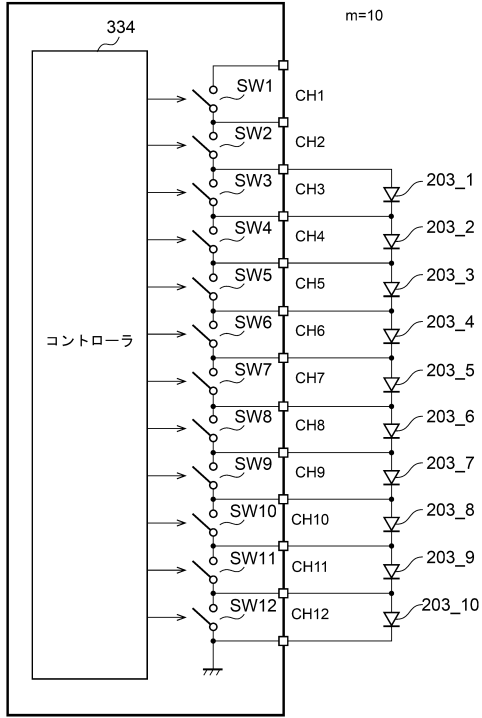 334
m=10
SW1
CH1
SW2
CH2
SW3
CH3
203_1
SW4
CH4
203_2
SW5
CH5
203_3
SW6
CH6
203_4
コントローラ
SW7
CH7
203_5
SW8
CH8
203_6
SW9
CH9
203_7
SW10
CH10
203_8
SW11
CH11
203_9
SW12
CH12
203_10